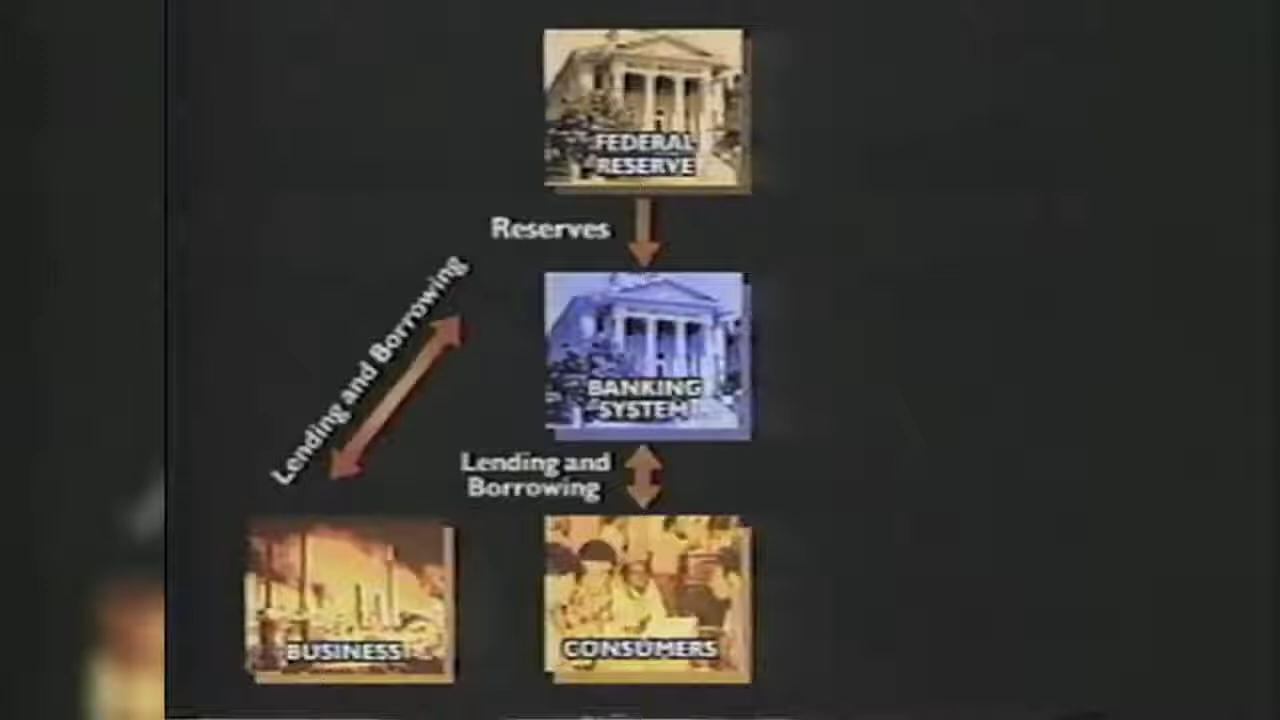 FEDERAL
RESERVE
Reserves
Lending and Borrowing
BANKING
SYSTEM
Lending and
Borrowing
BUSINESS
CONSUMERS